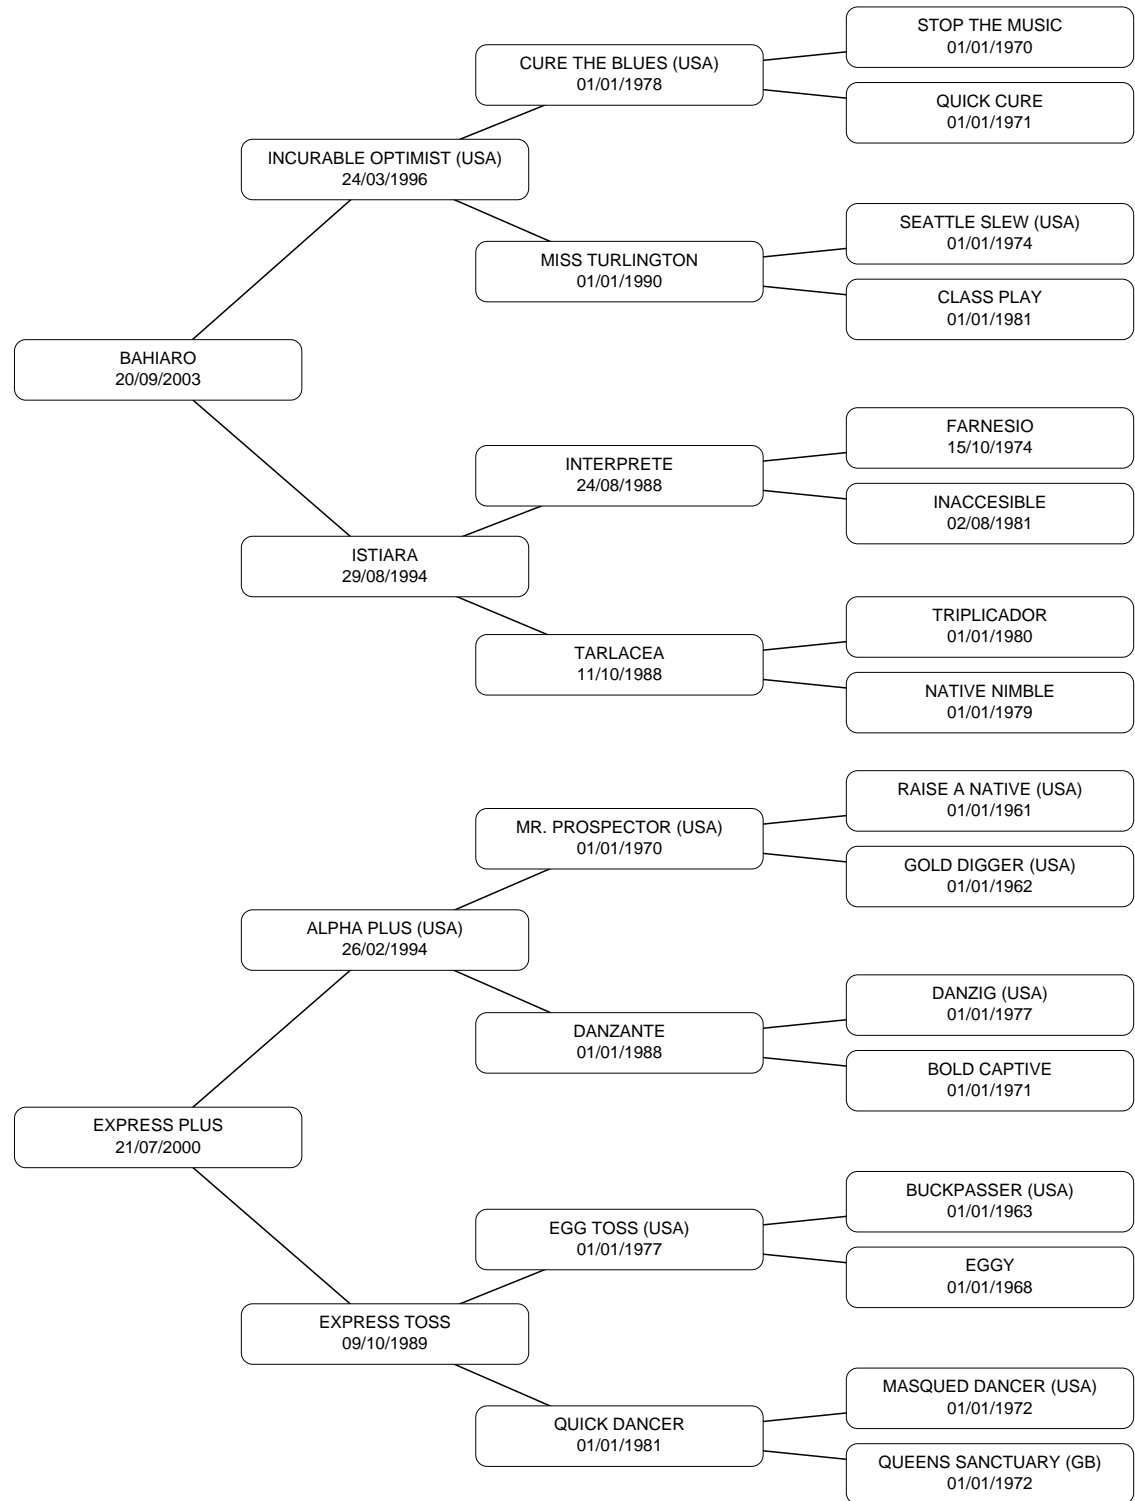 STOP THE MUSIC
01/01/1970
CURE THE BLUES (USA)
01/01/1978
QUICK CURE
01/01/1971
INCURABLE OPTIMIST (USA)
24/03/1996
SEATTLE SLEW (USA)
01/01/1974
MISS TURLINGTON
01/01/1990
CLASS PLAY
01/01/1981
BAHIARO
20/09/2003
FARNESIO
15/10/1974
INTERPRETE
24/08/1988
INACCESIBLE
02/08/1981
ISTIARA
29/08/1994
TRIPLICADOR
01/01/1980
TARLACEA
11/10/1988
NATIVE NIMBLE
01/01/1979
RAISE A NATIVE (USA)
01/01/1961
MR. PROSPECTOR (USA)
01/01/1970
GOLD DIGGER (USA)
01/01/1962
ALPHA PLUS (USA)
26/02/1994
DANZIG (USA)
01/01/1977
DANZANTE
01/01/1988
BOLD CAPTIVE
01/01/1971
EXPRESS PLUS
21/07/2000
BUCKPASSER (USA)
01/01/1963
EGG TOSS (USA)
01/01/1977
EGGY
01/01/1968
EXPRESS TOSS
09/10/1989
MASQUED DANCER (USA)
01/01/1972
QUICK DANCER
01/01/1981
QUEENS SANCTUARY (GB)
01/01/1972